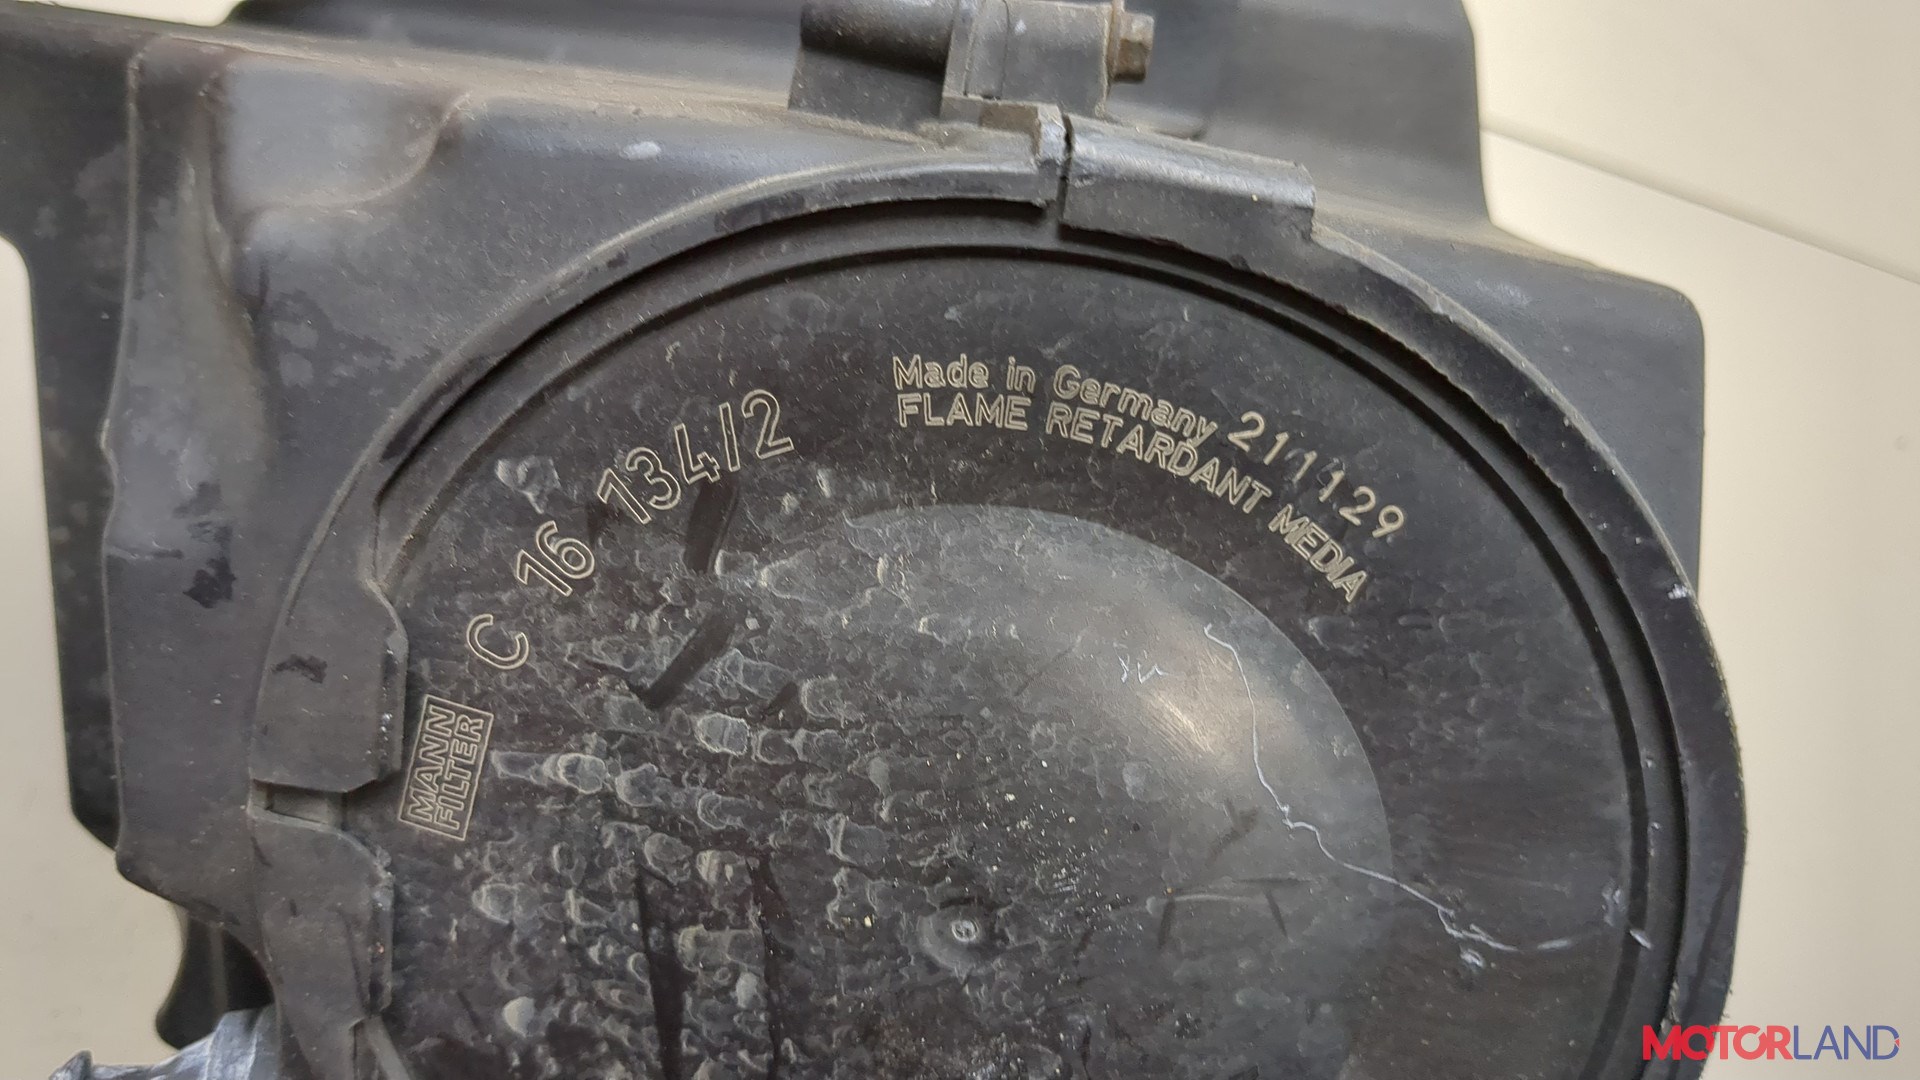 MANN
FILTER
C 16 134/2
Made in Germany 211129
FLAME RETARDANT MEDIA
MOTORLAND